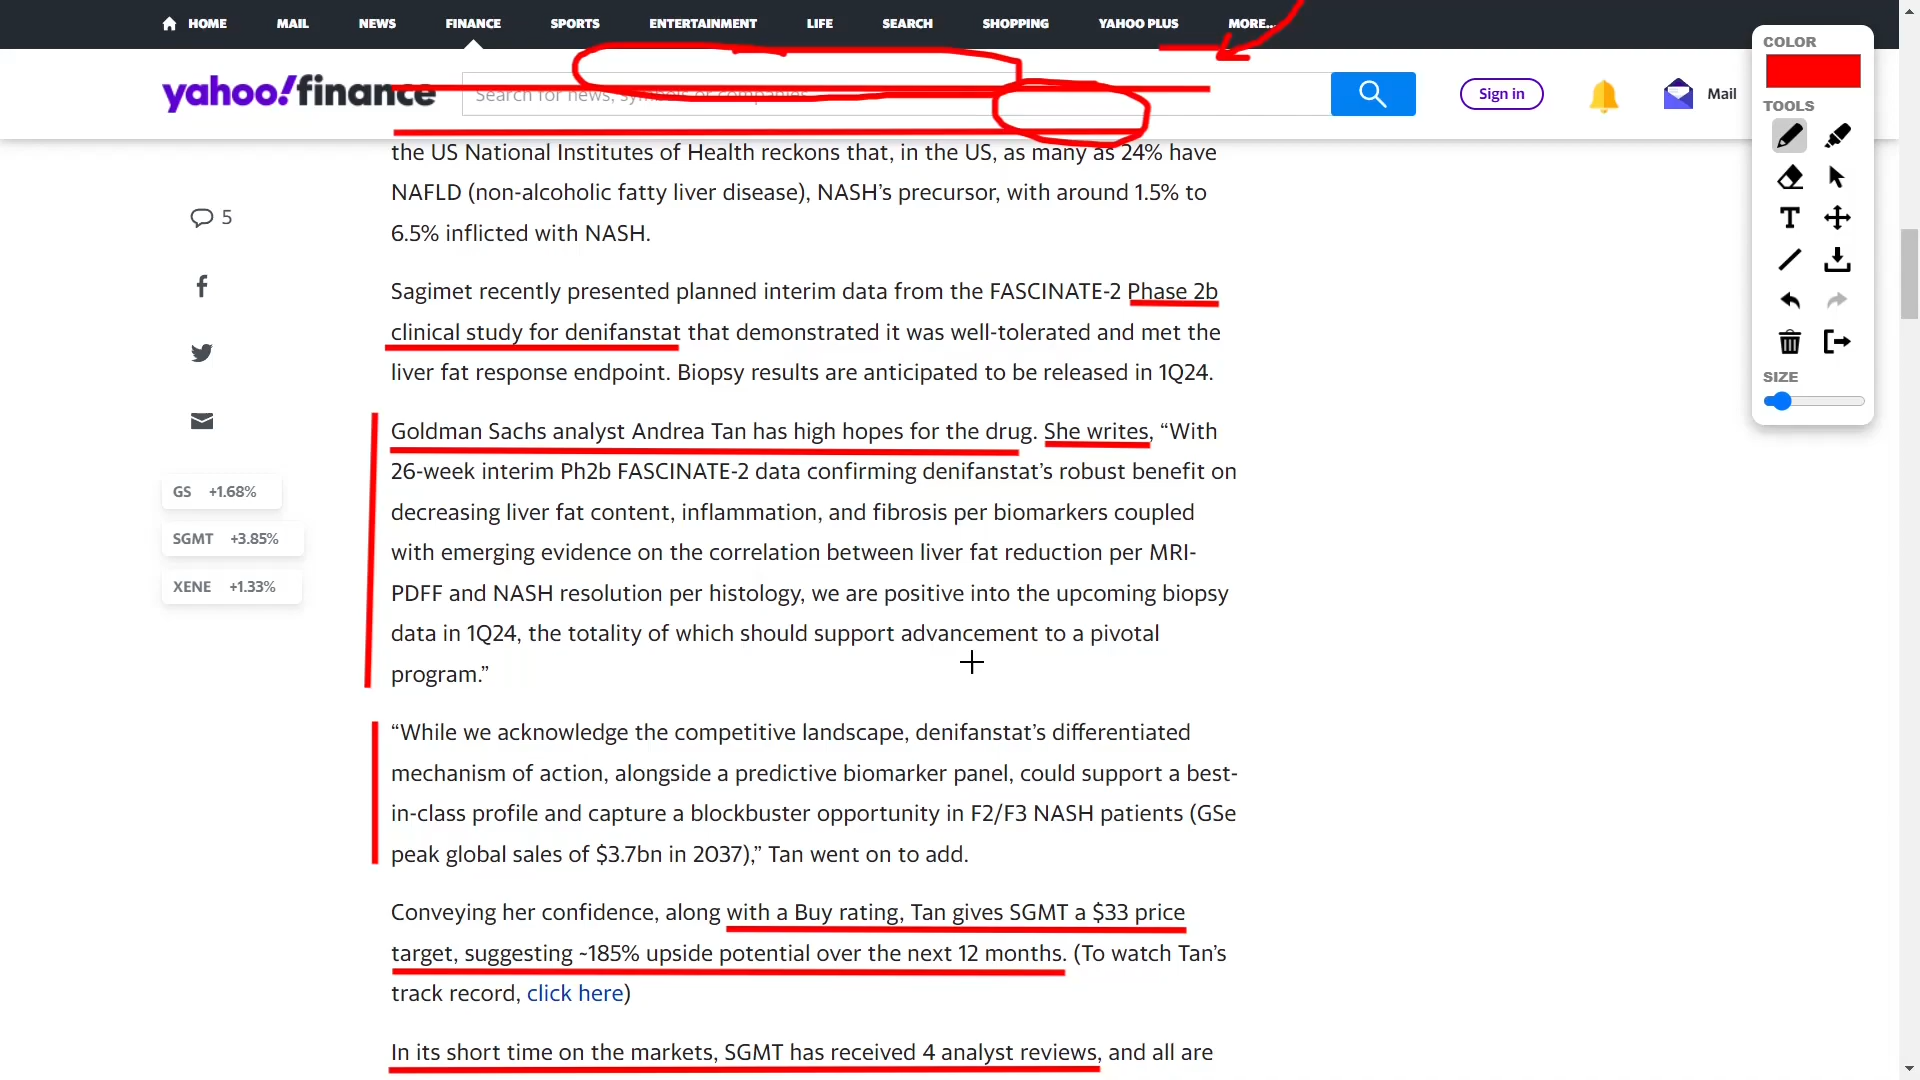 HOME MAIL NEWS FINANCE SPORTS ENTERTAINMENT LIFE SEARCH SHOPPING YAHOO PLUS MORE...
yahoo!finance
Search for news, symbols or companies
Sign in
Mail
COLOR
TOOLS
SIZE
5
GS +1.68%
SGMT +3.85%
XENE +1.33%
the US National Institutes of Health reckons that, in the US, as many as 24% have
NAFLD (non-alcoholic fatty liver disease), NASH’s precursor, with around 1.5% to
6.5% inflicted with NASH.
Sagimet recently presented planned interim data from the FASCINATE-2 Phase 2b
clinical study for denifanstat that demonstrated it was well-tolerated and met the
liver fat response endpoint. Biopsy results are anticipated to be released in 1Q24.
Goldman Sachs analyst Andrea Tan has high hopes for the drug. She writes, “With
26-week interim Ph2b FASCINATE-2 data confirming denifanstat’s robust benefit on
decreasing liver fat content, inflammation, and fibrosis per biomarkers coupled
with emerging evidence on the correlation between liver fat reduction per MRI-
PDFF and NASH resolution per histology, we are positive into the upcoming biopsy
data in 1Q24, the totality of which should support advancement to a pivotal
program.”
“While we acknowledge the competitive landscape, denifanstat’s differentiated
mechanism of action, alongside a predictive biomarker panel, could support a best-
in-class profile and capture a blockbuster opportunity in F2/F3 NASH patients (GSe
peak global sales of $3.7bn in 2037),” Tan went on to add.
Conveying her confidence, along with a Buy rating, Tan gives SGMT a $33 price
target, suggesting ~185% upside potential over the next 12 months. (To watch Tan’s
track record, click here)
In its short time on the markets, SGMT has received 4 analyst reviews, and all are